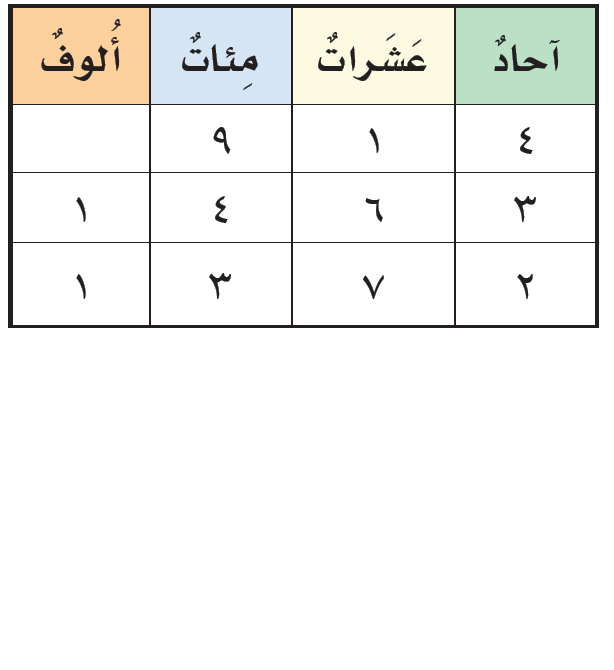 آحادٌ عَشَراتٌ مِئاتٌ أُلوفٌ
٤ ١ ٩
٣ ٦ ٤ ١
٢ ٧ ٣ ١